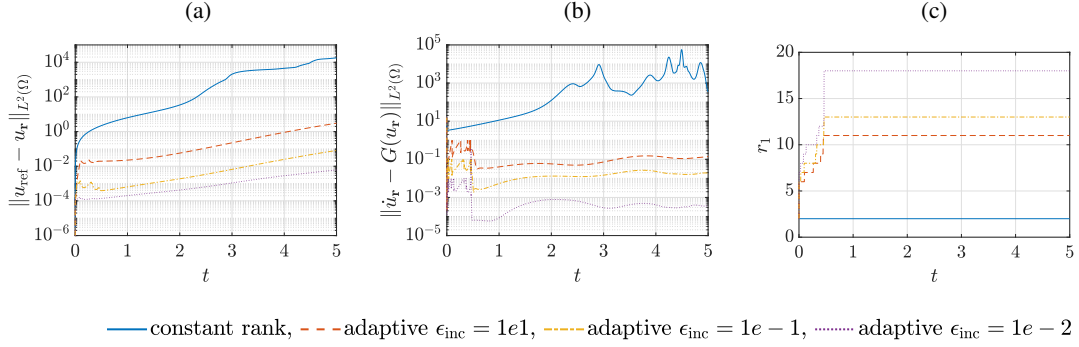 (a)
(b)
(c)
‖u_ref − u_r‖_{L²(Ω)}
10^4
10^2
10^0
10^{-2}
10^{-4}
10^{-6}
0 1 2 3 4 5
t
‖u̇_r − G(u_r)‖_{L²(Ω)}
10^5
10^3
10^1
10^{-1}
10^{-3}
10^{-5}
0 1 2 3 4 5
t
r_1
20
15
10
5
0
0 1 2 3 4 5
t
constant rank, adaptive ϵ_inc = 1e1, adaptive ϵ_inc = 1e − 1, adaptive ϵ_inc = 1e − 2